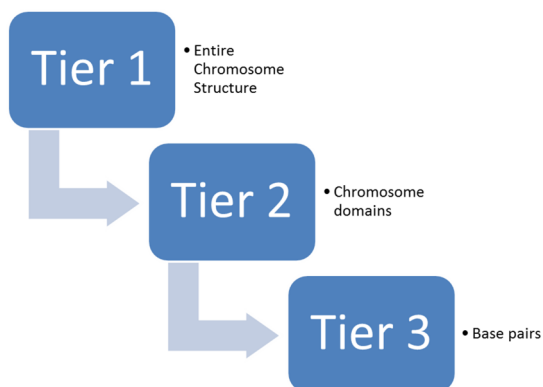 Tier 1
• Entire
Chromosome
Structure
Tier 2
• Chromosome
domains
Tier 3
• Base pairs